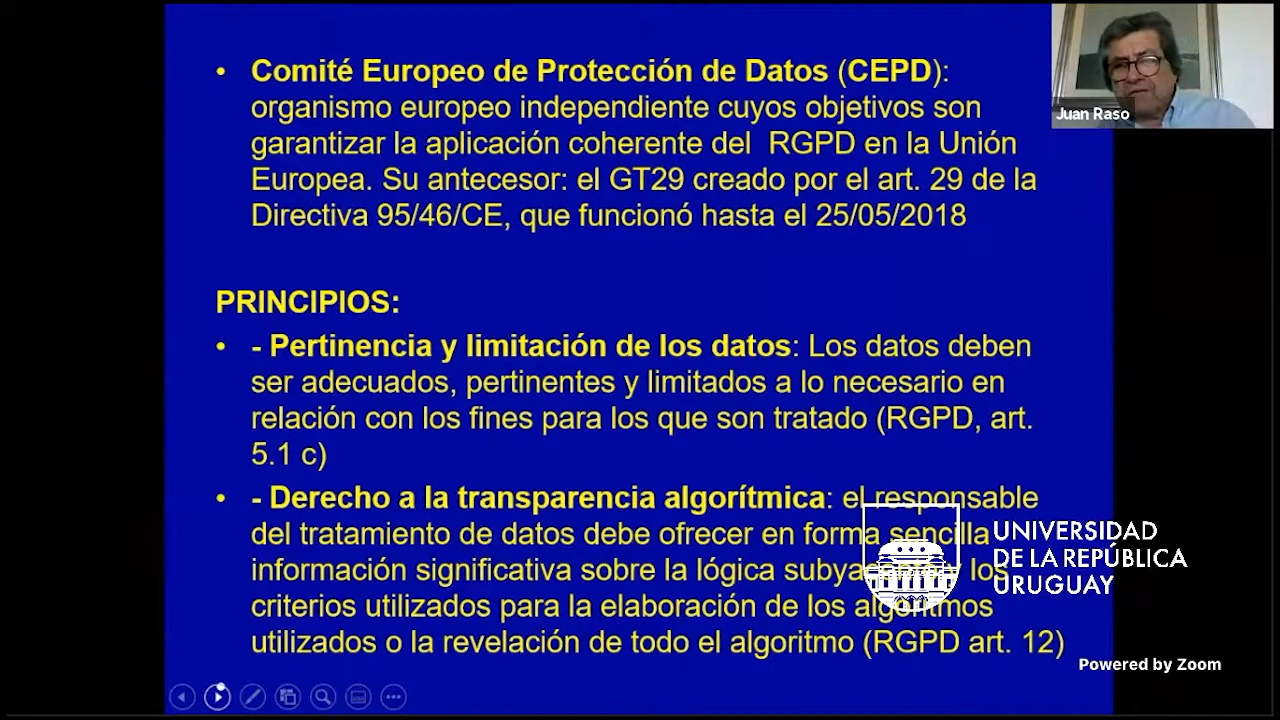 • Comité Europeo de Protección de Datos (CEPD):
organismo europeo independiente cuyos objetivos son
garantizar la aplicación coherente del RGPD en la Unión
Europea. Su antecesor: el GT29 creado por el art. 29 de la
Directiva 95/46/CE, que funcionó hasta el 25/05/2018
PRINCIPIOS:
• - Pertinencia y limitación de los datos: Los datos deben
ser adecuados, pertinentes y limitados a lo necesario en
relación con los fines para los que son tratado (RGPD, art.
5.1 c)
• - Derecho a la transparencia algorítmica: el responsable
del tratamiento de datos debe ofrecer en forma sencilla
información significativa sobre la lógica y los
criterios utilizados para la elaboración de los algoritmos
utilizados o la revelación de todo el algoritmo (RGPD art. 12)
Juan Raso
UNIVERSIDAD
DE LA REPÚBLICA
URUGUAY
Powered by Zoom